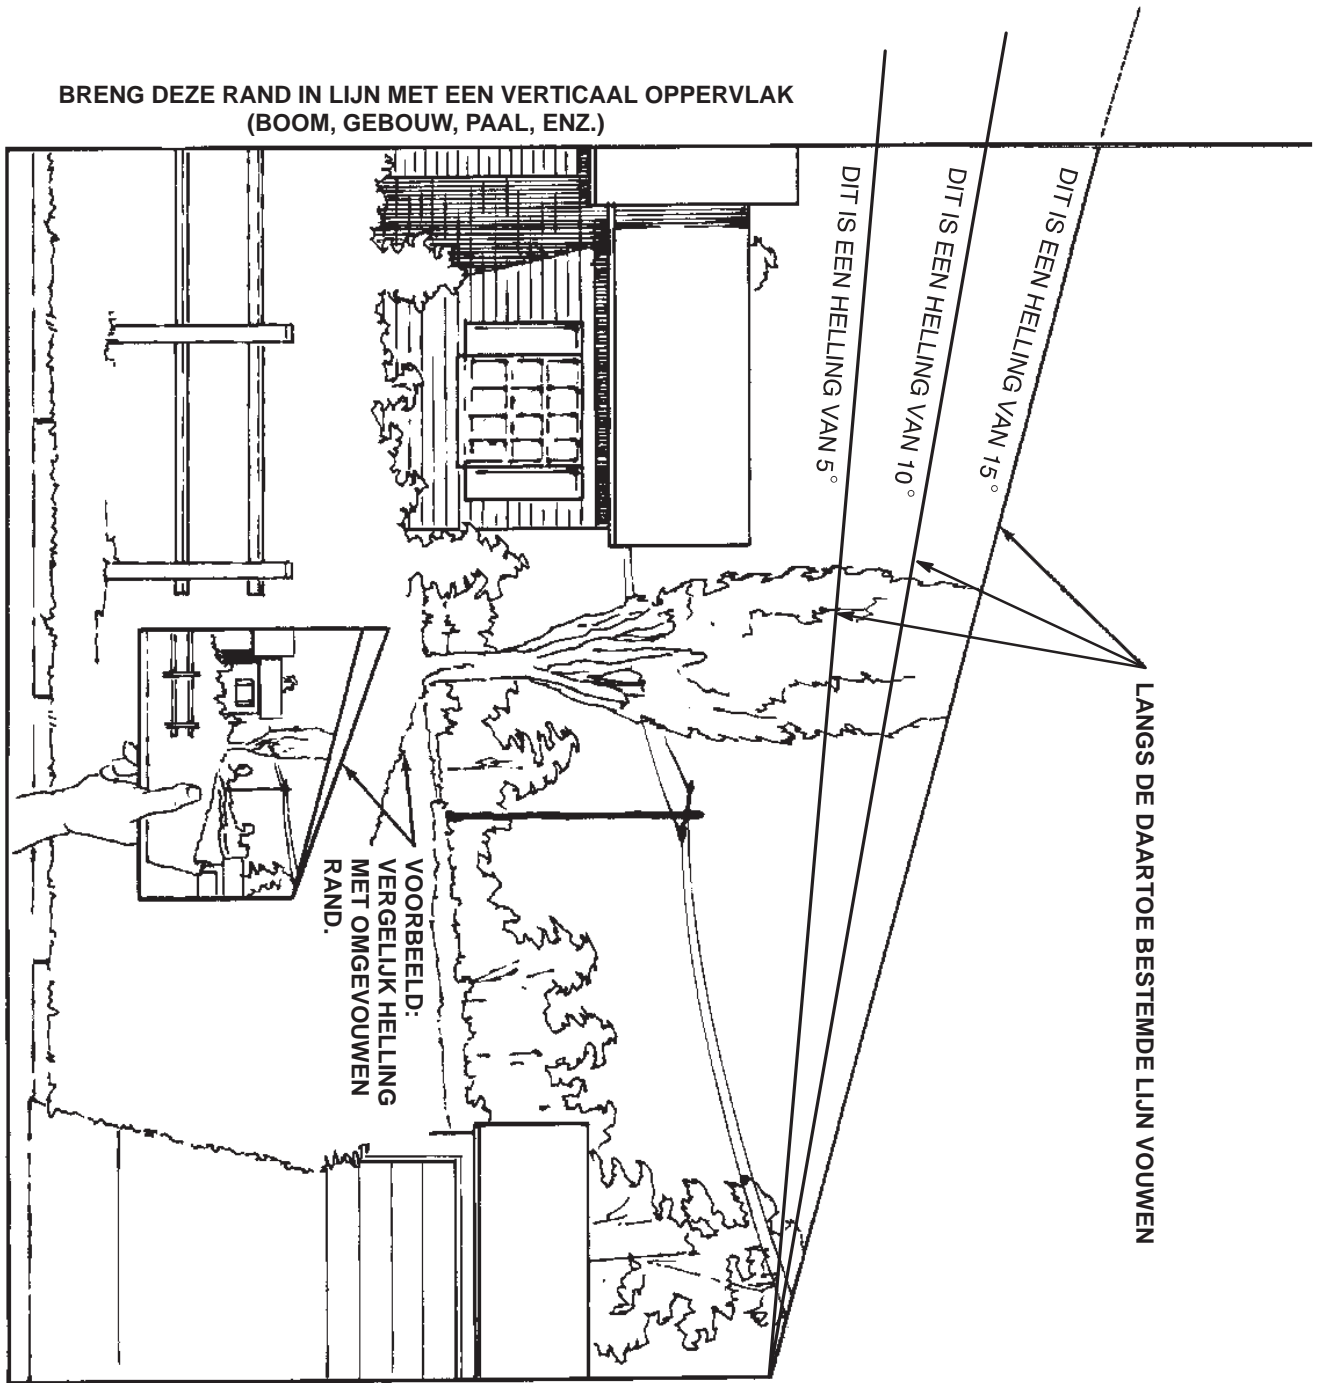 BRENG DEZE RAND IN LIJN MET EEN VERTICAAL OPPERVLAK
(BOOM, GEBOUW, PAAL, ENZ.)
DIT IS EEN HELLING VAN 15°
DIT IS EEN HELLING VAN 10°
DIT IS EEN HELLING VAN 5°
LANGS DE DAARTOE BESTEMDE LIJN VOUWEN
VOORBEELD:
VERGELIJK HELLING
MET OMGEVOUWEN
RAND.